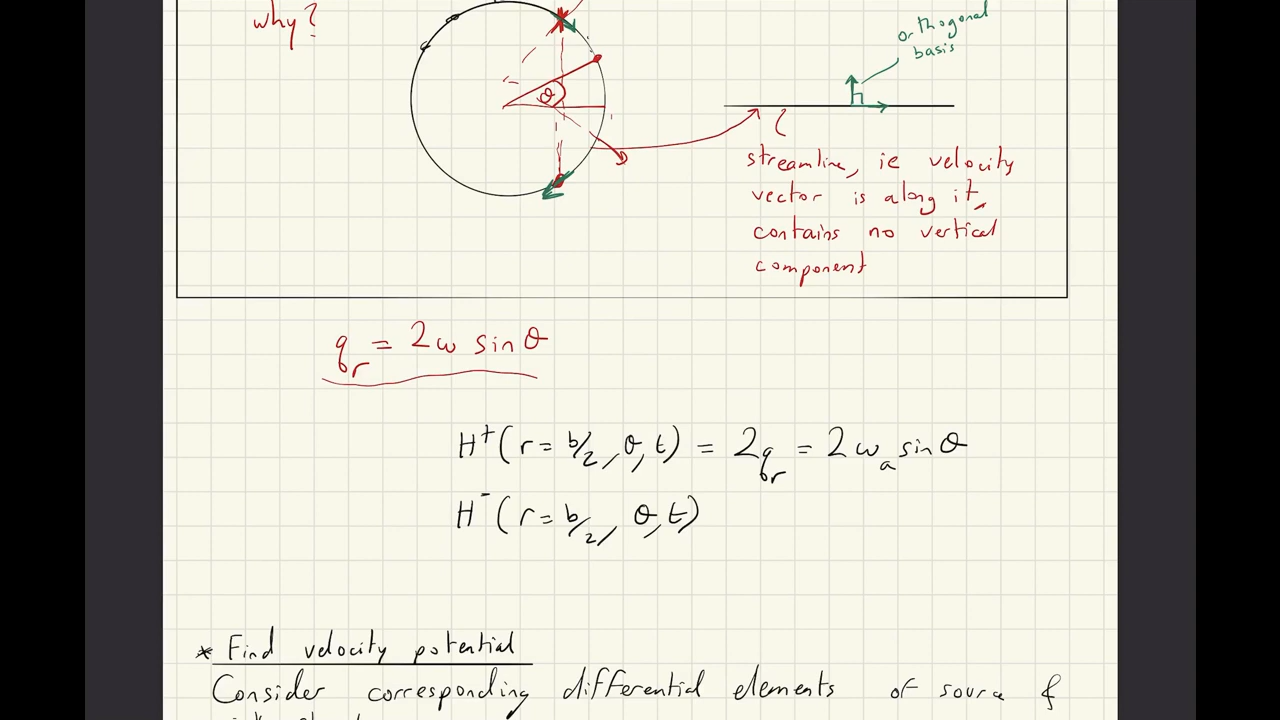 why?
orthogonal
basis
θ
streamline, ie velocity
vector is along it,
contains no vertical
component
q_r = 2w sinθ
H⁺(r = b/2, θ, t) = 2q_r = 2w_a sinθ
H⁻(r = b/2, θ, t)
* Find velocity potential
Consider corresponding differential elements of source &